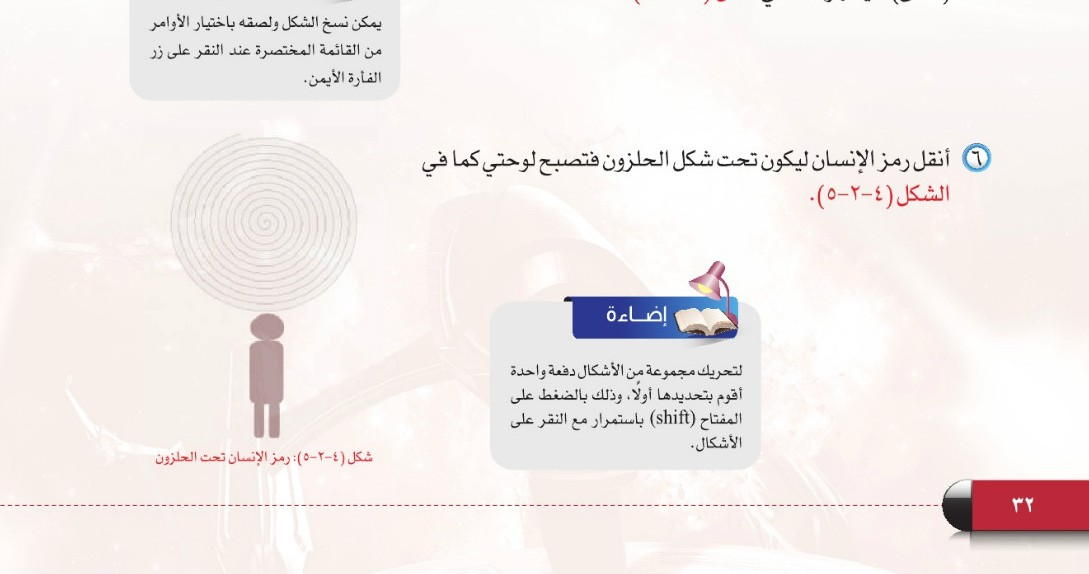 يمكن نسخ الشكل ولصقه باختيار الأوامر
من القائمة المختصرة عند النقر على زر
الفأرة الأيمن.
٦ أنقل رمز الإنسان ليكون تحت شكل الحلزون فتصبح لوحتي كما في
الشكل (٤-٢-٥).
إضاءة
لتحريك مجموعة من الأشكال دفعة واحدة
أقوم بتحديدها أولًا، وذلك بالضغط على
المفتاح (shift) باستمرار مع النقر على
الأشكال.
شكل (٤-٢-٥): رمز الإنسان تحت الحلزون
٣٢